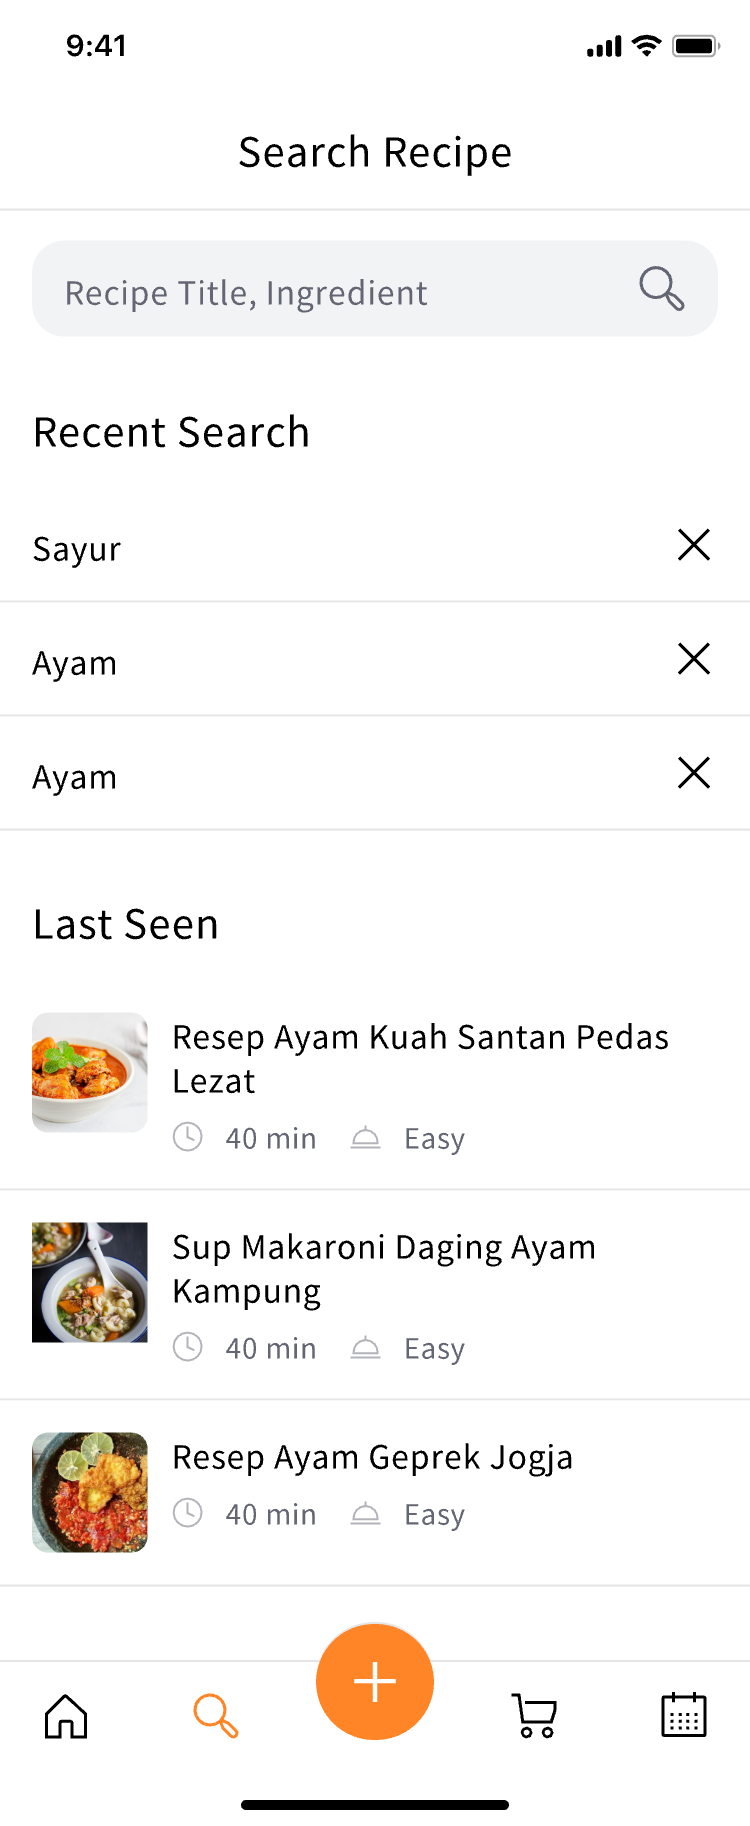 9:41
Search Recipe
Recipe Title, Ingredient
Recent Search
Sayur
Ayam
Ayam
Last Seen
Resep Ayam Kuah Santan Pedas
Lezat
40 min Easy
Sup Makaroni Daging Ayam
Kampung
40 min Easy
Resep Ayam Geprek Jogja
40 min Easy